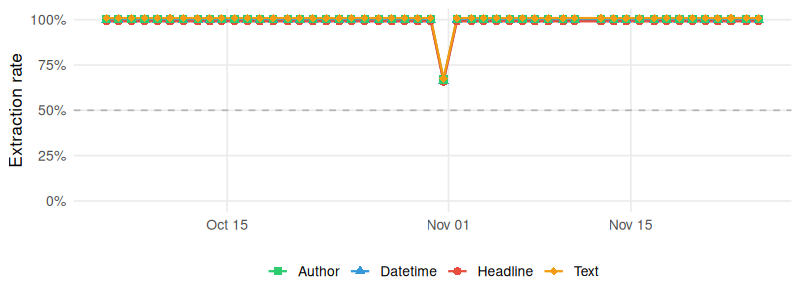 100%
75%
50%
25%
0%
Extraction rate
Oct 15 Nov 01 Nov 15
Author Datetime Headline Text